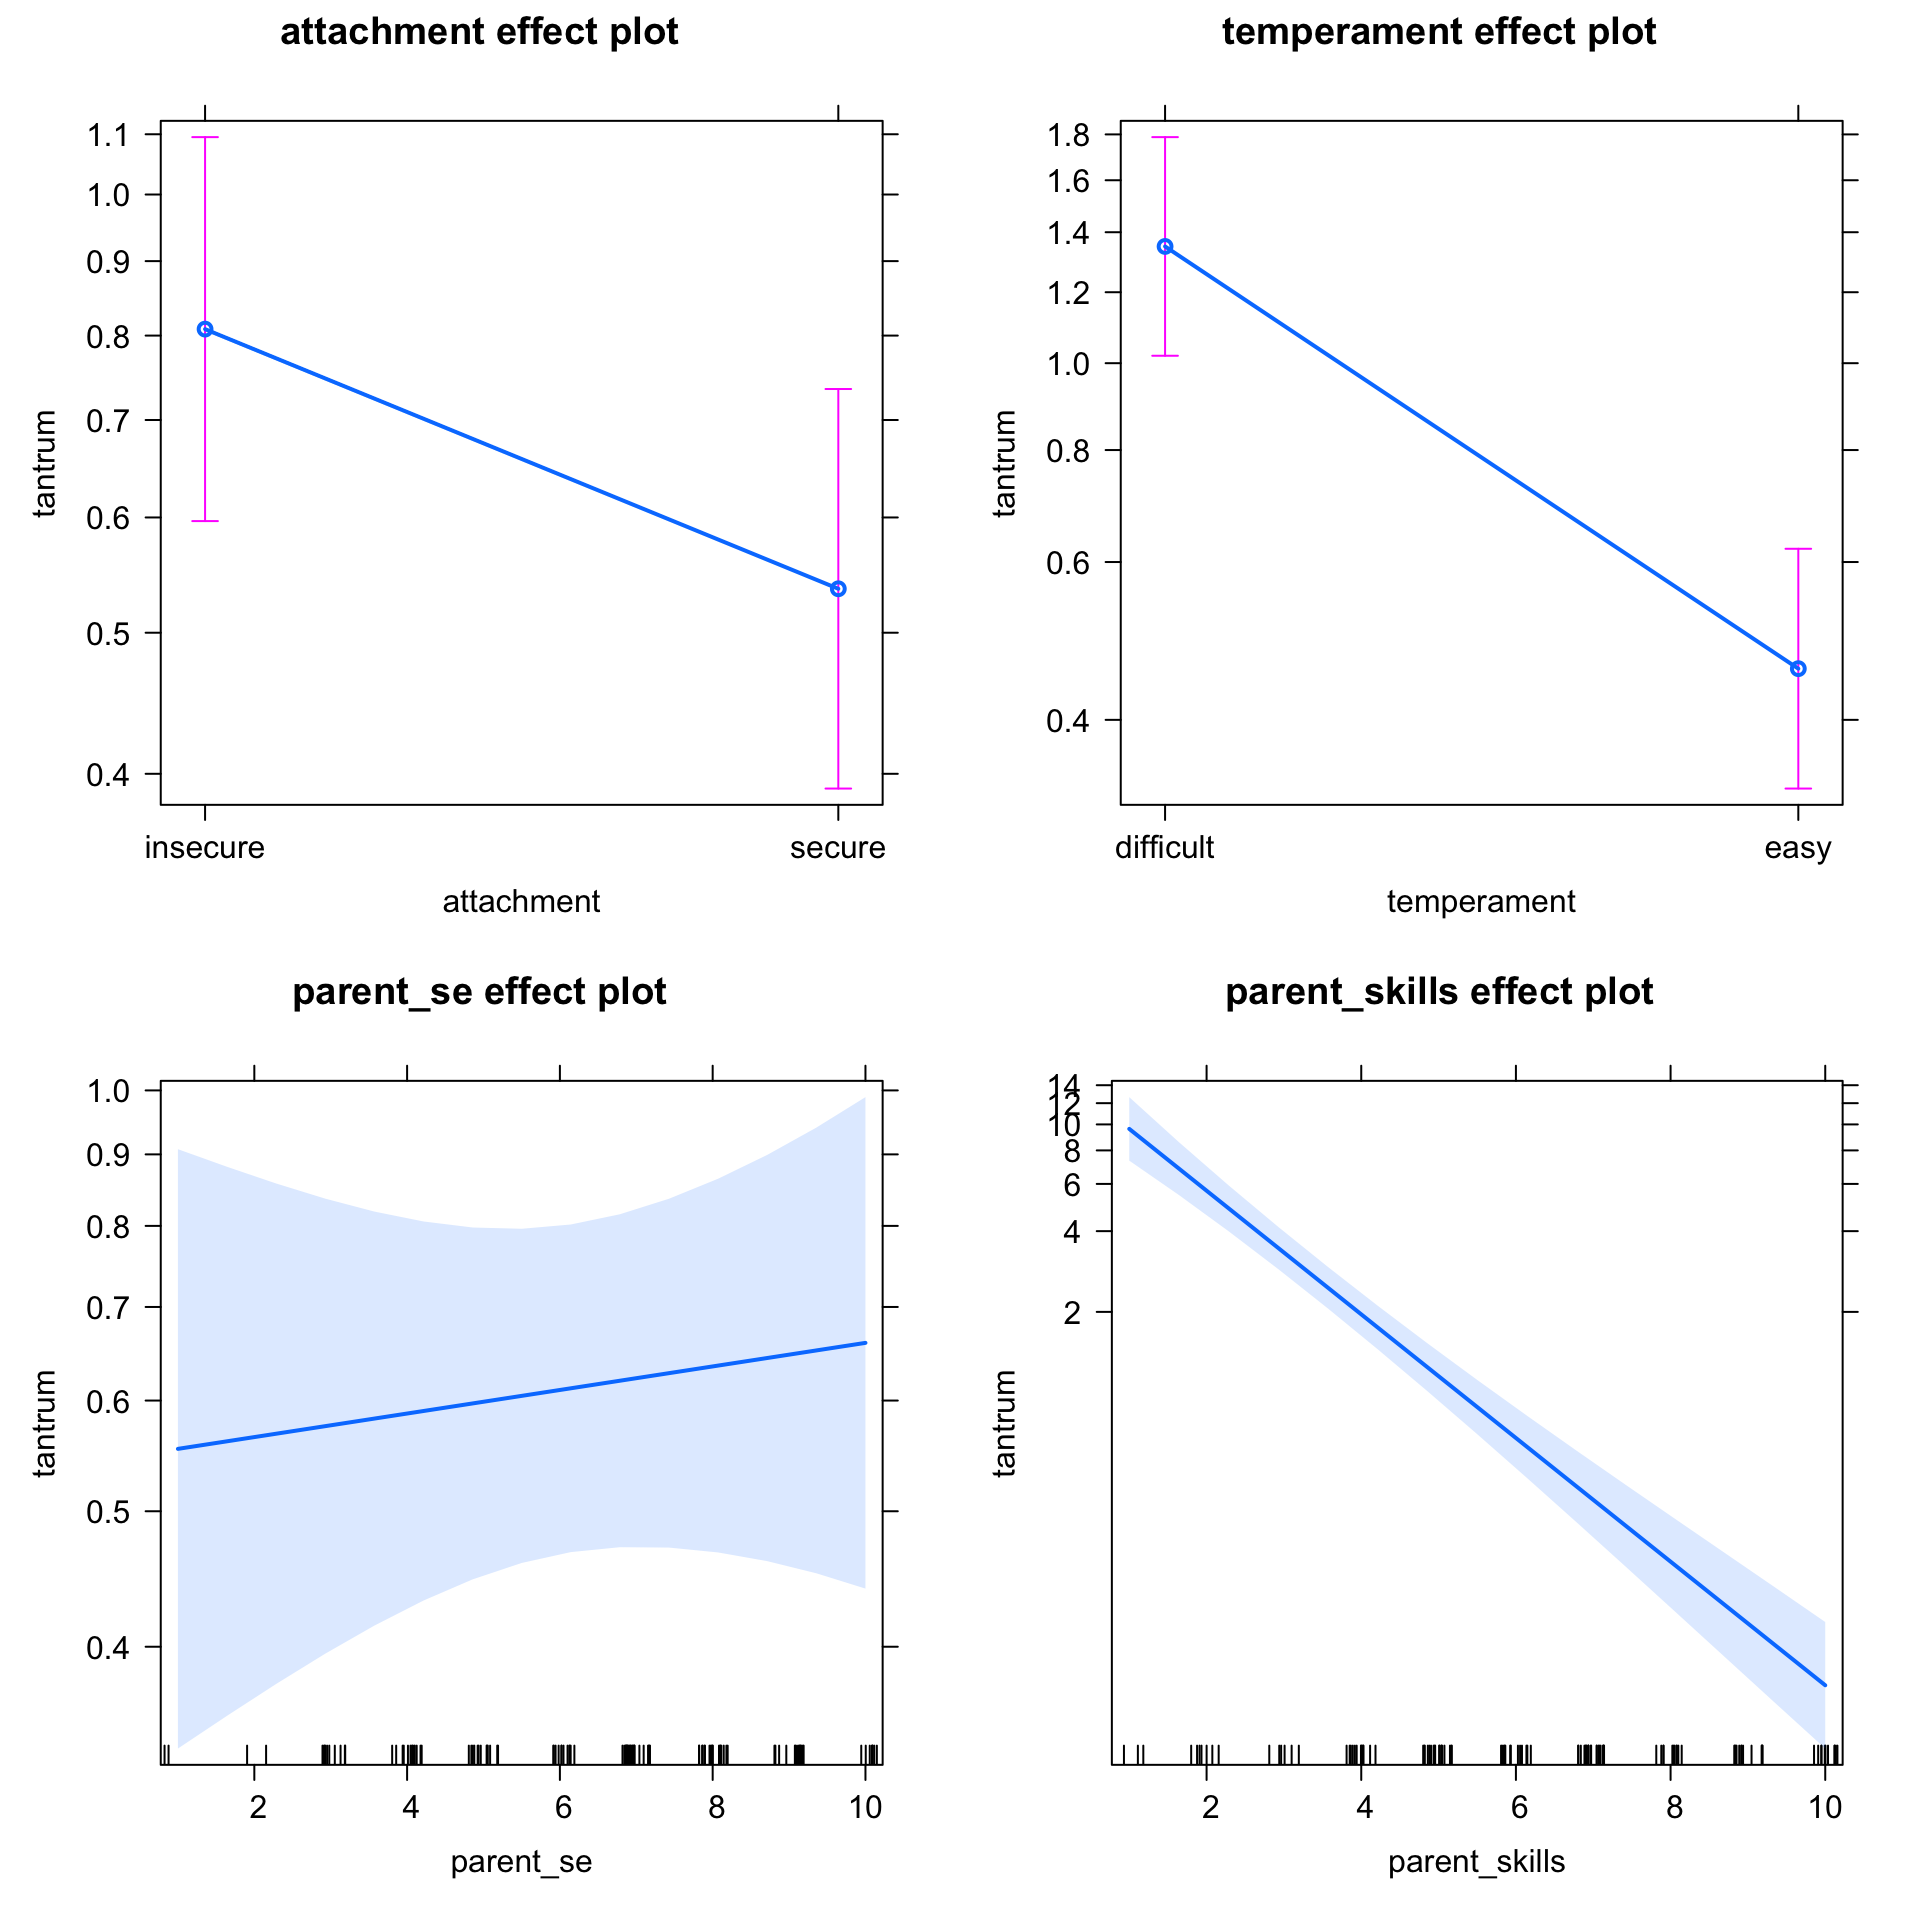 attachment effect plot
1.1
1.0
0.9
0.8
0.7
0.6
0.5
0.4
tantrum
insecure secure
attachment
temperament effect plot
1.8
1.6
1.4
1.2
1.0
0.8
0.6
0.4
tantrum
difficult easy
temperament
parent_se effect plot
1.0
0.9
0.8
0.7
0.6
0.5
0.4
tantrum
2 4 6 8 10
parent_se
parent_skills effect plot
14
12
10
8
6
4
2
tantrum
2 4 6 8 10
parent_skills